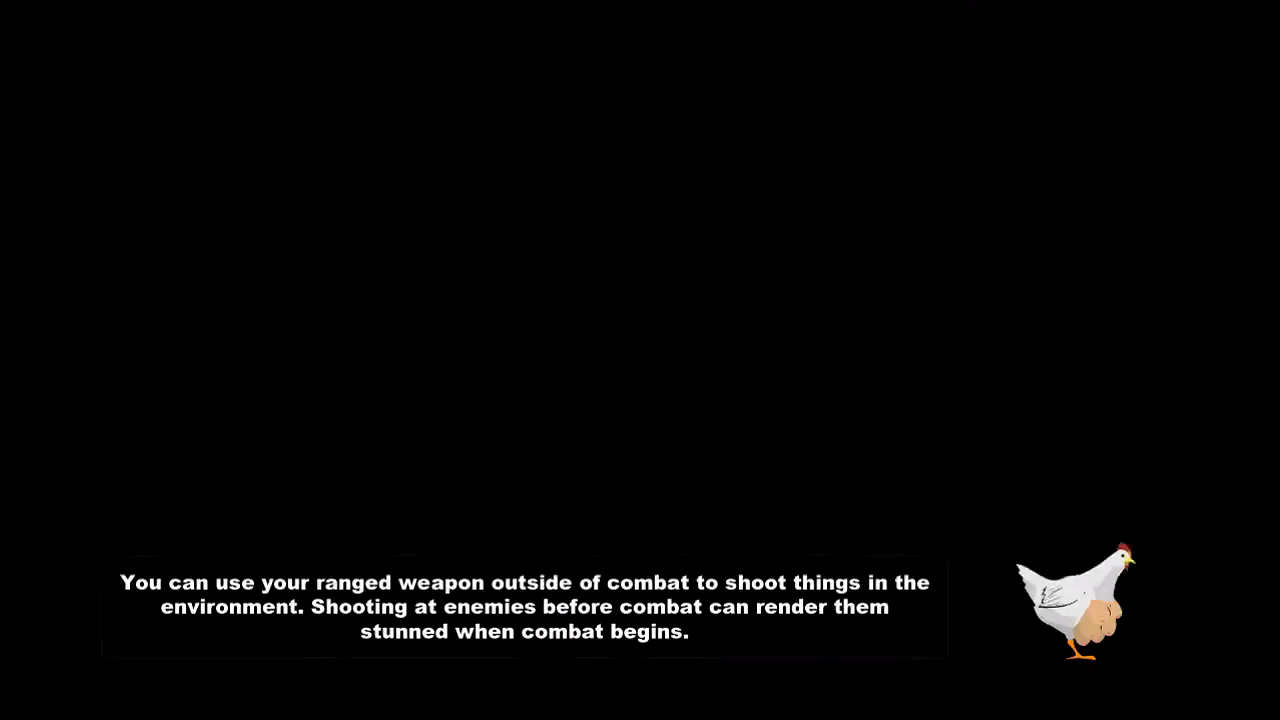 You can use your ranged weapon outside of combat to shoot things in the
environment. Shooting at enemies before combat can render them
stunned when combat begins.